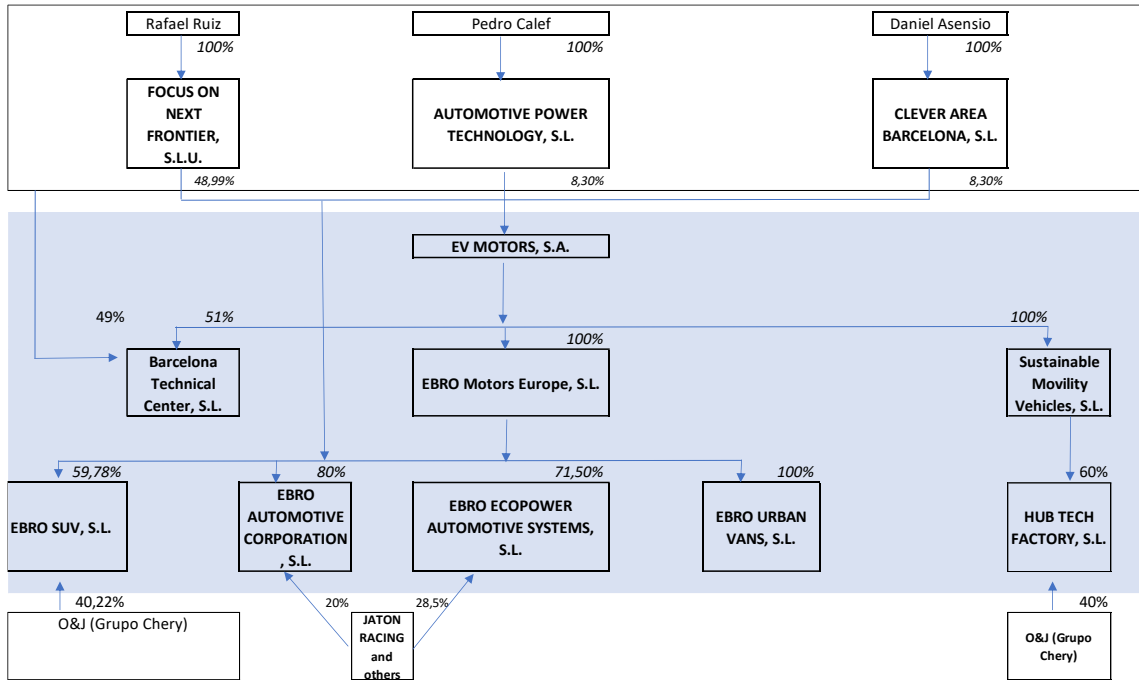 Rafael Ruiz
Pedro Calef
Daniel Asensio
100%
100%
100%
FOCUS ON
NEXT
FRONTIER,
S.L.U.
AUTOMOTIVE POWER
TECHNOLOGY, S.L.
CLEVER AREA
BARCELONA, S.L.
48,99%
8,30%
8,30%
EV MOTORS, S.A.
49%
51%
100%
100%
Barcelona
Technical
Center, S.L.
EBRO Motors Europe, S.L.
Sustainable
Movility
Vehicles, S.L.
59,78%
80%
71,50%
100%
60%
EBRO SUV, S.L.
EBRO
AUTOMOTIVE
CORPORATION
, S.L.
EBRO ECOPOWER
AUTOMOTIVE SYSTEMS,
S.L.
EBRO URBAN
VANS, S.L.
HUB TECH
FACTORY, S.L.
40,22%
20%
28,5%
40%
O&J (Grupo Chery)
JATON
RACING
and
others
O&J (Grupo
Chery)